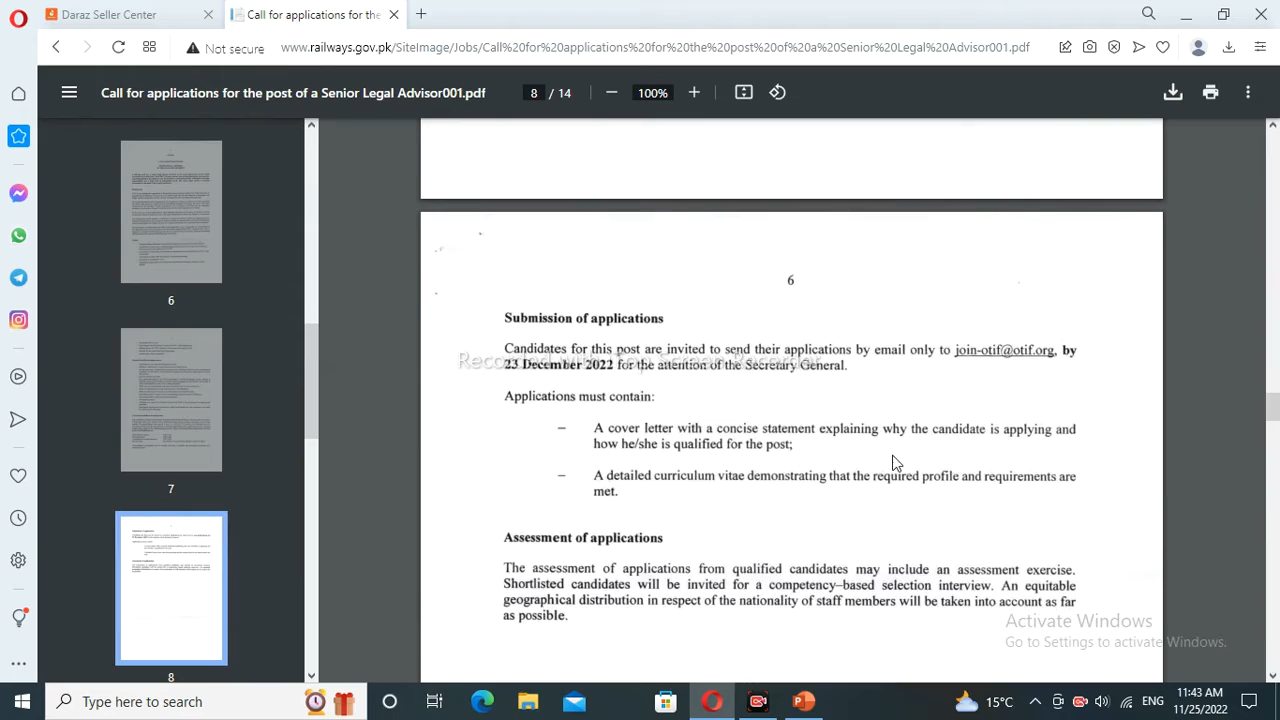 Daraz Seller Center
Call for applications for the
Not secure
www.railways.gov.pk/SiteImage/Jobs/Call%20for%20applications%20for%20the%20post%20of%20a%20Senior%20Legal%20Advisor001.pdf
Call for applications for the post of a Senior Legal Advisor001.pdf
8 / 14
100%
6
7
8
6
Submission of applications
Candidates for this post are invited to send their applications by email only to join-otif@otif.org, by
23 December 2022 for the attention of the Secretary General.
Applications must contain:
– A cover letter with a concise statement explaining why the candidate is applying and
how he/she is qualified for the post;
– A detailed curriculum vitae demonstrating that the required profile and requirements are
met.
Assessment of applications
The assessment of applications from qualified candidates may include an assessment exercise.
Shortlisted candidates will be invited for a competency–based selection interview. An equitable
geographical distribution in respect of the nationality of staff members will be taken into account as far
as possible.
Activate Windows
Go to Settings to activate Windows.
Type here to search
15°C
ENG
11:43 AM
11/25/2022